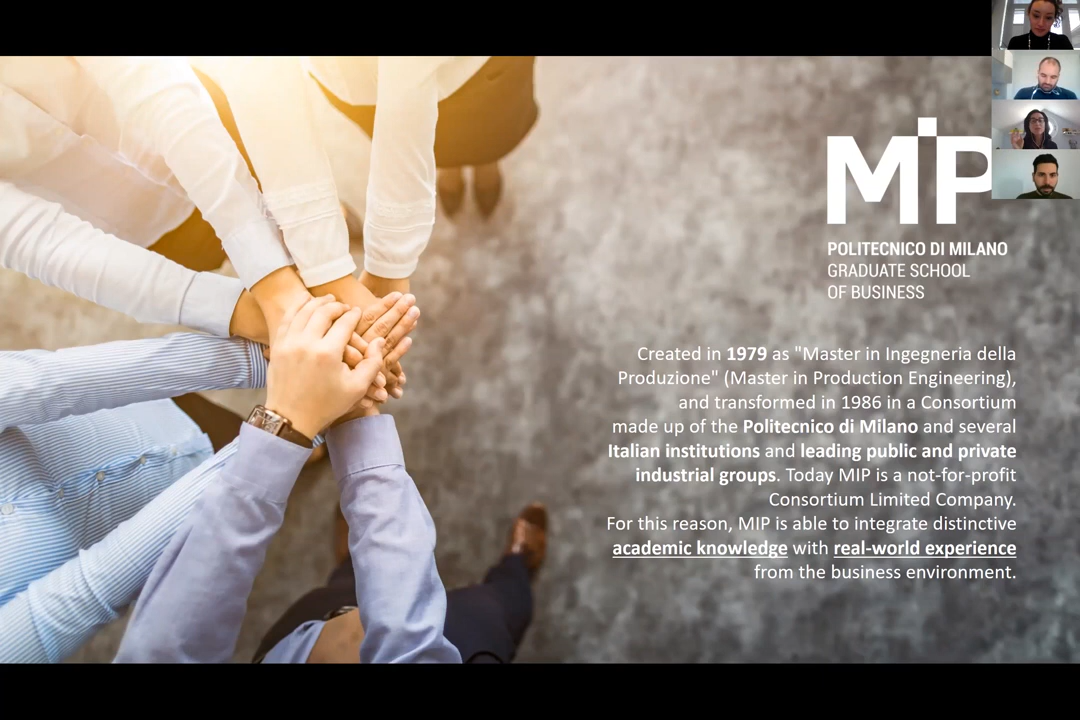 MIP
POLITECNICO DI MILANO
GRADUATE SCHOOL
OF BUSINESS
Created in 1979 as "Master in Ingegneria della
Produzione" (Master in Production Engineering),
and transformed in 1986 in a Consortium
made up of the Politecnico di Milano and several
Italian institutions and leading public and private
industrial groups. Today MIP is a not-for-profit
Consortium Limited Company.
For this reason, MIP is able to integrate distinctive
academic knowledge with real-world experience
from the business environment.